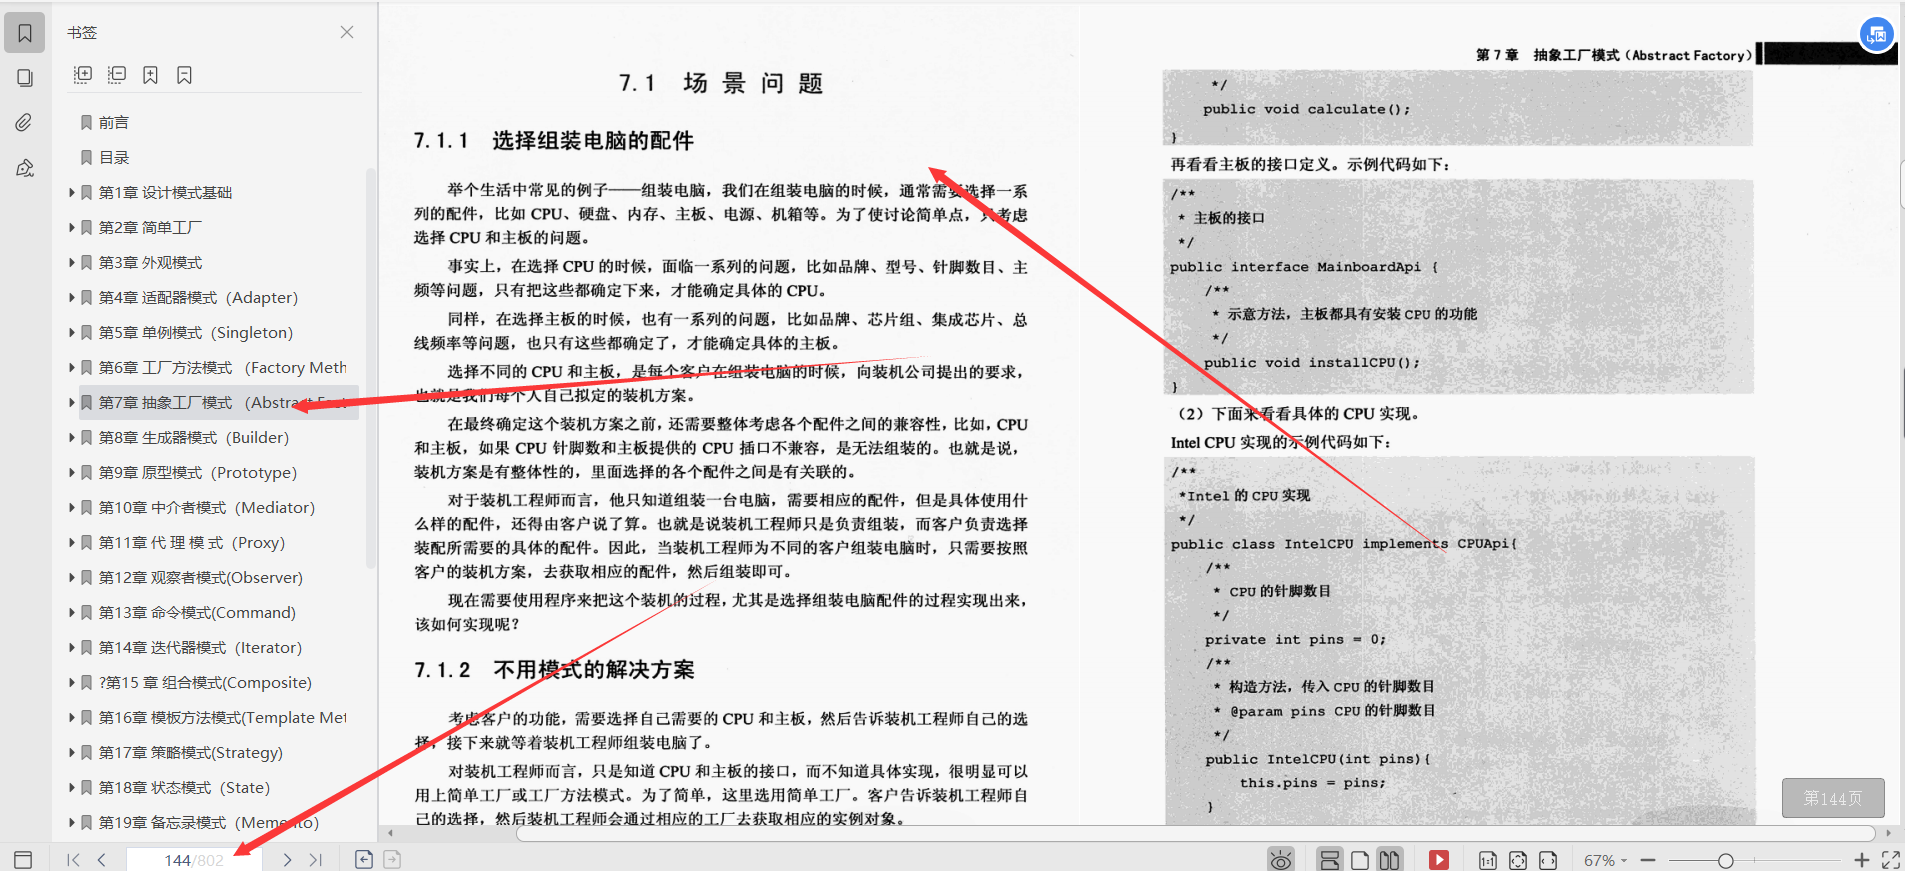 书签
前言
目录
第1章 设计模式基础
第2章 简单工厂
第3章 外观模式
第4章 适配器模式（Adapter）
第5章 单例模式（Singleton）
第6章 工厂方法模式 （Factory Meth
第7章 抽象工厂模式 （Abstract Fact
第8章 生成器模式（Builder）
第9章 原型模式（Prototype）
第10章 中介者模式（Mediator）
第11章 代 理 模 式（Proxy）
第12章 观察者模式(Observer)
第13章 命令模式(Command)
第14章 迭代器模式（Iterator）
?第15 章 组合模式(Composite)
第16章 模板方法模式(Template Met
第17章 策略模式(Strategy)
第18章 状态模式（State）
第19章 备忘录模式（Memento）
7.1 场 景 问 题
7.1.1 选择组装电脑的配件
举个生活中常见的例子——组装电脑，我们在组装电脑的时候，通常需要选择一系
列的配件，比如 CPU、硬盘、内存、主板、电源、机箱等。为了使讨论简单点，只考虑
选择 CPU 和主板的问题。
事实上，在选择 CPU 的时候，面临一系列的问题，比如品牌、型号、针脚数目、主
频等问题，只有把这些都确定下来，才能确定具体的 CPU。
同样，在选择主板的时候，也有一系列的问题，比如品牌、芯片组、集成芯片、总
线频率等问题，也只有这些都确定了，才能确定具体的主板。
选择不同的 CPU 和主板，是每个客户在组装电脑的时候，向装机公司提出的要求，
也就是我们每个人自己拟定的装机方案。
在最终确定这个装机方案之前，还需要整体考虑各个配件之间的兼容性，比如，CPU
和主板，如果 CPU 针脚数和主板提供的 CPU 插口不兼容，是无法组装的。也就是说，
装机方案是有整体性的，里面选择的各个配件之间是有关联的。
对于装机工程师而言，他只知道组装一台电脑，需要相应的配件，但是具体使用什
么样的配件，还得由客户说了算。也就是说装机工程师只是负责组装，而客户负责选择
装配所需要的具体的配件。因此，当装机工程师为不同的客户组装电脑时，只需要按照
客户的装机方案，去获取相应的配件，然后组装即可。
现在需要使用程序来把这个装机的过程，尤其是选择组装电脑配件的过程实现出来，
该如何实现呢？
7.1.2 不用模式的解决方案
考虑客户的功能，需要选择自己需要的 CPU 和主板，然后告诉装机工程师自己的选
择，接下来就等着装机工程师组装电脑了。
对装机工程师而言，只是知道 CPU 和主板的接口，而不知道具体实现，很明显可以
用上简单工厂或工厂方法模式。为了简单，这里选用简单工厂。客户告诉装机工程师自
己的选择，然后装机工程师会通过相应的工厂去获取相应的实例对象。
第 7 章 抽象工厂模式（Abstract Factory）
*/
public void calculate();
}
再看看主板的接口定义。示例代码如下：
/**
* 主板的接口
*/
public interface MainboardApi {
/**
* 示意方法，主板都具有安装 CPU 的功能
*/
public void installCPU();
}
（2）下面来看看具体的 CPU 实现。
Intel CPU 实现的示例代码如下：
/**
*Intel 的 CPU 实现
*/
public class IntelCPU implements CPUApi{
/**
* CPU 的针脚数目
*/
private int pins = 0;
/**
* 构造方法，传入 CPU 的针脚数目
* @param pins CPU 的针脚数目
*/
public IntelCPU(int pins){
this.pins = pins;
}
第144页
144/802
1:1
67%